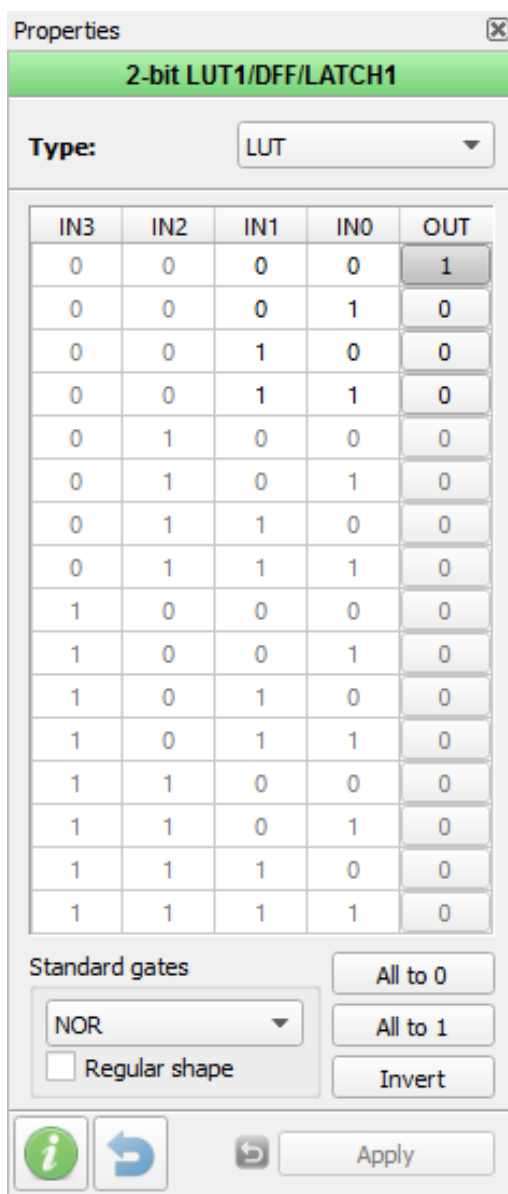 Properties
2-bit LUT1/DFF/LATCH1
Type: LUT
IN3 IN2 IN1 IN0 OUT
0 0 0 0 1
0 0 0 1 0
0 0 1 0 0
0 0 1 1 0
0 1 0 0 0
0 1 0 1 0
0 1 1 0 0
0 1 1 1 0
1 0 0 0 0
1 0 0 1 0
1 0 1 0 0
1 0 1 1 0
1 1 0 0 0
1 1 0 1 0
1 1 1 0 0
1 1 1 1 0
Standard gates
All to 0
NOR
All to 1
Regular shape
Invert
i
Apply